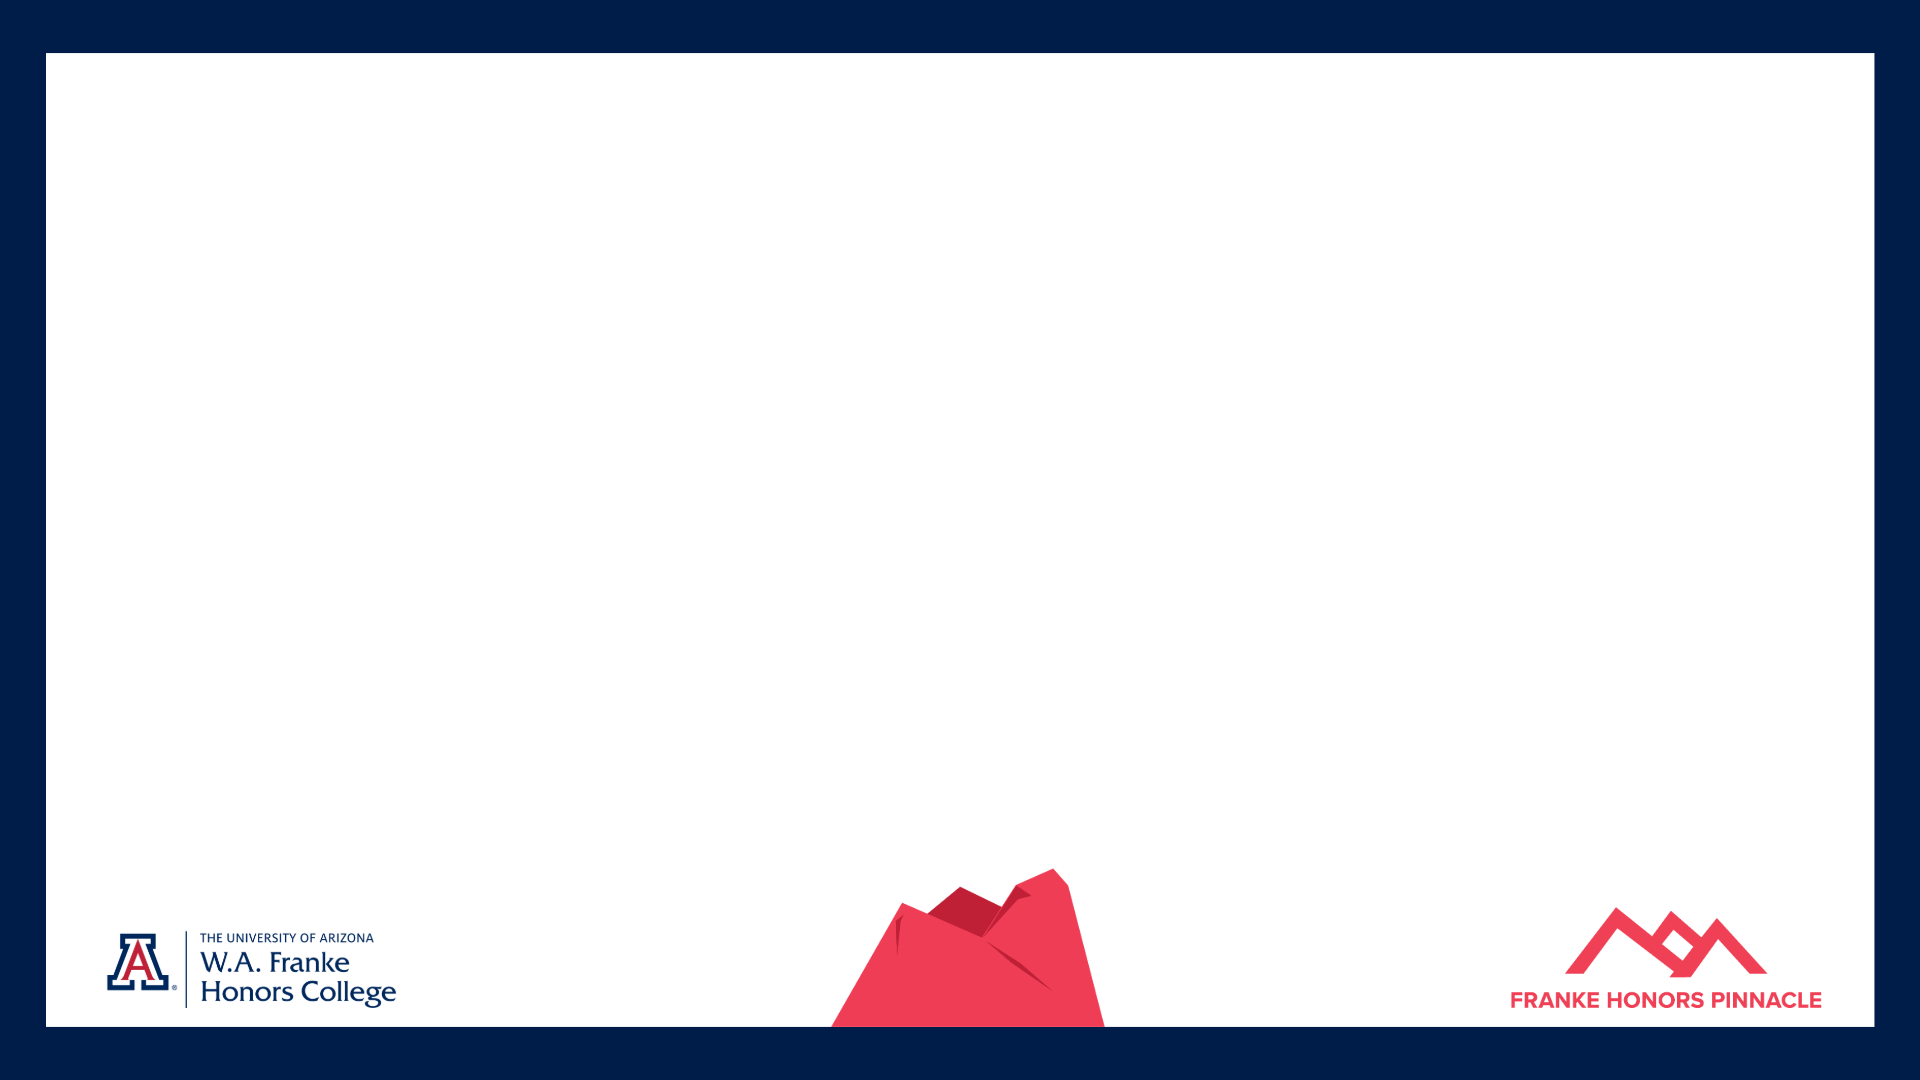 THE UNIVERSITY OF ARIZONA
W.A. Franke
Honors College
FRANKE HONORS PINNACLE